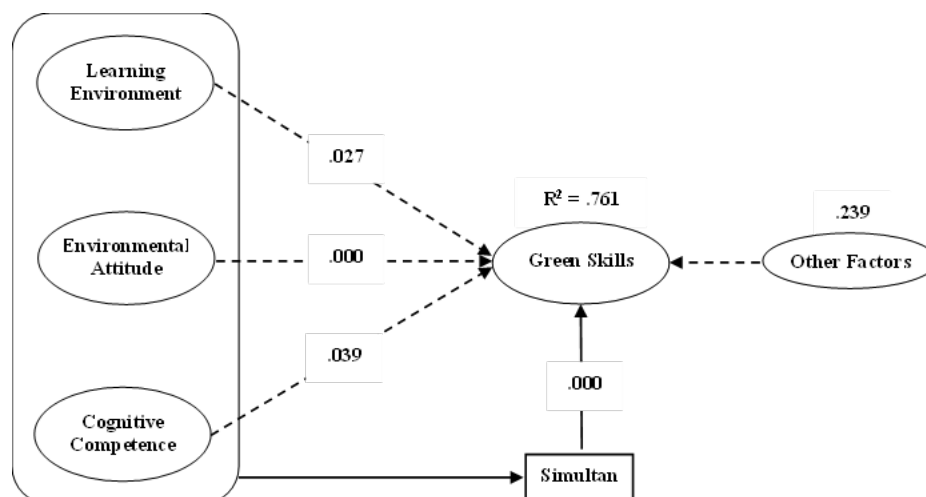 Learning
Environment
.027
R² = .761
.239
Environmental
Attitude
.000
Green Skills
Other Factors
.039
.000
Cognitive
Competence
Simultan